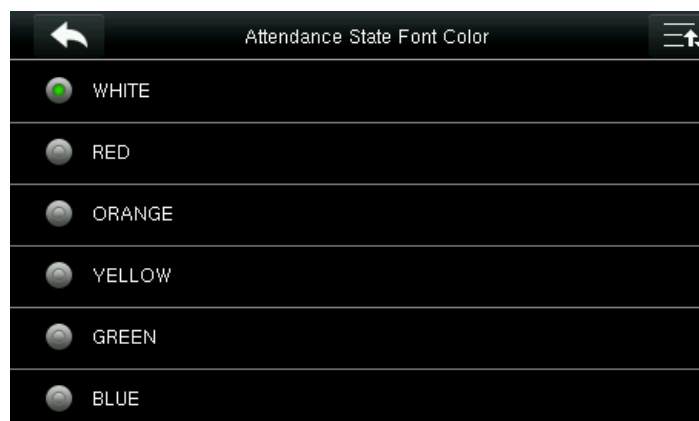 Attendance State Font Color
WHITE
RED
ORANGE
YELLOW
GREEN
BLUE